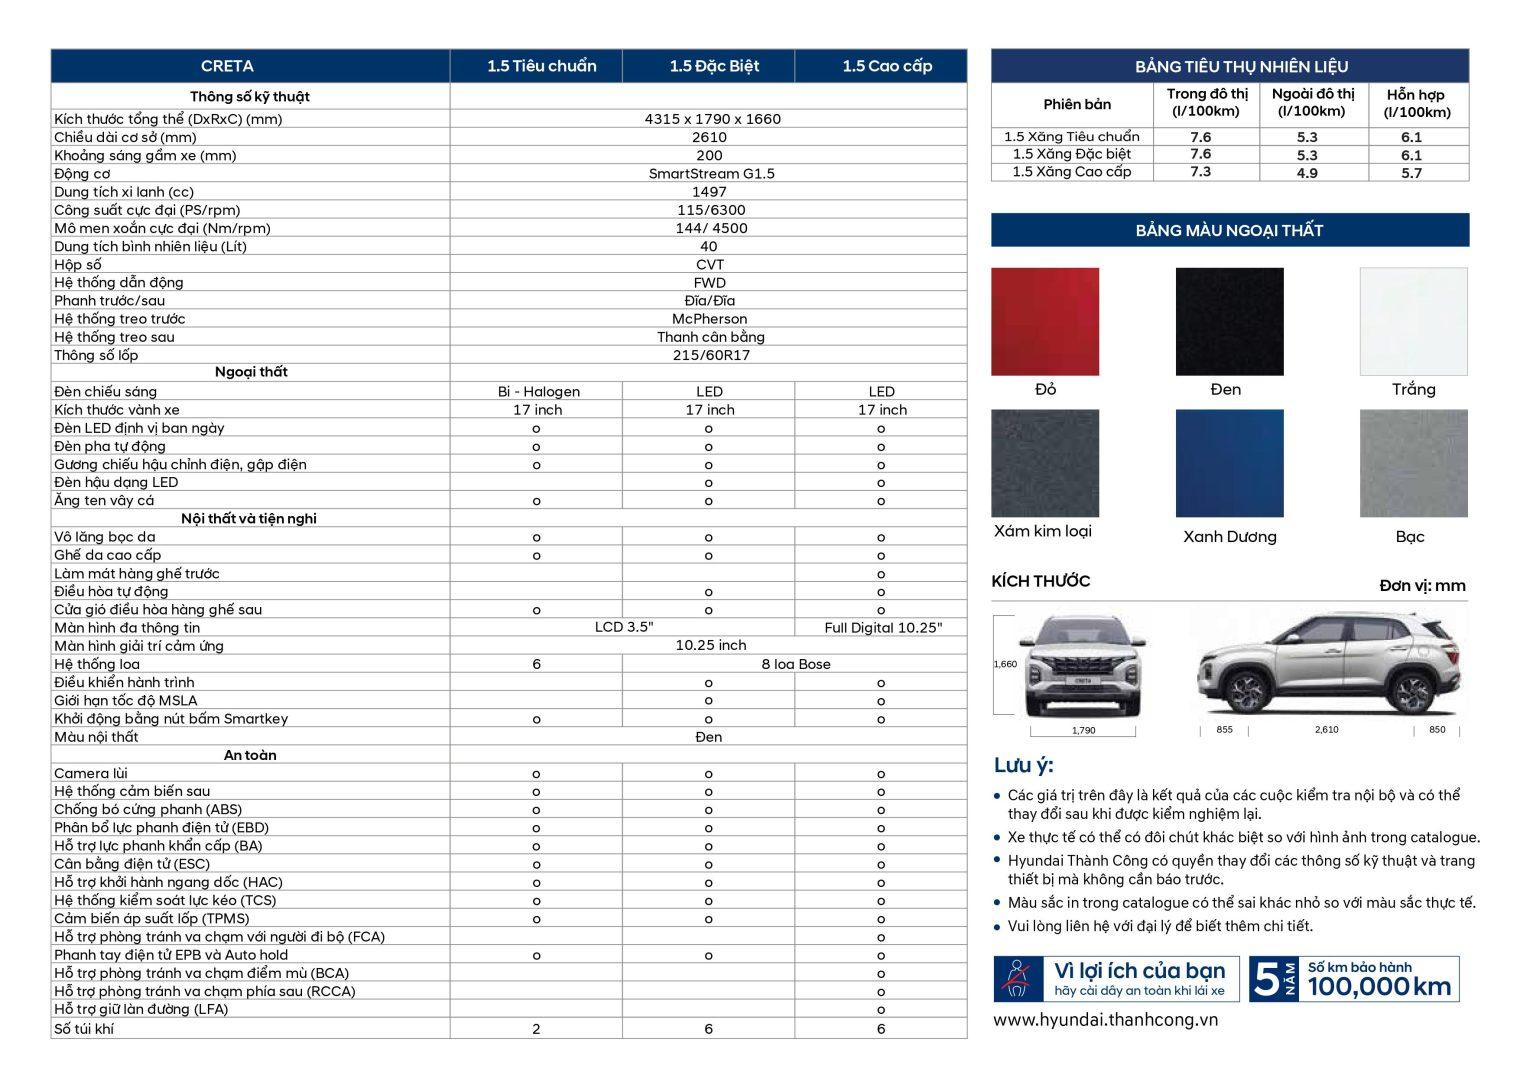 CRETA 1.5 Tiêu chuẩn 1.5 Đặc Biệt 1.5 Cao cấp
Thông số kỹ thuật
Kích thước tổng thể (DxRxC) (mm) 4315 x 1790 x 1660
Chiều dài cơ sở (mm) 2610
Khoảng sáng gầm xe (mm) 200
Động cơ SmartStream G1.5
Dung tích xi lanh (cc) 1497
Công suất cực đại (PS/rpm) 115/6300
Mô men xoắn cực đại (Nm/rpm) 144/ 4500
Dung tích bình nhiên liệu (Lít) 40
Hộp số CVT
Hệ thống dẫn động FWD
Phanh trước/sau Đĩa/Đĩa
Hệ thống treo trước McPherson
Hệ thống treo sau Thanh cân bằng
Thông số lốp 215/60R17
Ngoại thất
Đèn chiếu sáng Bi - Halogen LED LED
Kích thước vành xe 17 inch 17 inch 17 inch
Đèn LED định vị ban ngày o o o
Đèn pha tự động o o o
Gương chiếu hậu chỉnh điện, gập điện o o o
Đèn hậu dạng LED o o
Ăng ten vây cá o o o
Nội thất và tiện nghi
Vô lăng bọc da o o o
Ghế da cao cấp o o o
Làm mát hàng ghế trước o
Điều hòa tự động o o
Cửa gió điều hòa hàng ghế sau o o o
Màn hình đa thông tin LCD 3.5" Full Digital 10.25"
Màn hình giải trí cảm ứng 10.25 inch
Hệ thống loa 6 8 loa Bose
Điều khiển hành trình o o
Giới hạn tốc độ MSLA o o
Khởi động bằng nút bấm Smartkey o o o
Màu nội thất Đen
An toàn
Camera lùi o o o
Hệ thống cảm biến sau o o o
Chống bó cứng phanh (ABS) o o o
Phân bổ lực phanh điện tử (EBD) o o o
Hỗ trợ lực phanh khẩn cấp (BA) o o o
Cân bằng điện tử (ESC) o o o
Hỗ trợ khởi hành ngang dốc (HAC) o o o
Hệ thống kiểm soát lực kéo (TCS) o o o
Cảm biến áp suất lốp (TPMS) o o o
Hỗ trợ phòng tránh va chạm với người đi bộ (FCA) o
Phanh tay điện tử EPB và Auto hold o o o
Hỗ trợ phòng tránh va chạm điểm mù (BCA) o
Hỗ trợ phòng tránh va chạm phía sau (RCCA) o
Hỗ trợ giữ làn đường (LFA) o
Số túi khí 2 6 6
BẢNG TIÊU THỤ NHIÊN LIỆU
Phiên bản Trong đô thị (l/100km) Ngoài đô thị (l/100km) Hỗn hợp (l/100km)
1.5 Xăng Tiêu chuẩn 7.6 5.3 6.1
1.5 Xăng Đặc biệt 7.6 5.3 6.1
1.5 Xăng Cao cấp 7.3 4.9 5.7
BẢNG MÀU NGOẠI THẤT
Đỏ Đen Trắng
Xám kim loại Xanh Dương Bạc
KÍCH THƯỚC Đơn vị: mm
1,660
CRETA
1,790 855 2,610 850
Lưu ý:
• Các giá trị trên đây là kết quả của các cuộc kiểm tra nội bộ và có thể
thay đổi sau khi được kiểm nghiệm lại.
• Xe thực tế có thể có đôi chút khác biệt so với hình ảnh trong catalogue.
• Hyundai Thành Công có quyền thay đổi các thông số kỹ thuật và trang
thiết bị mà không cần báo trước.
• Màu sắc in trong catalogue có thể sai khác nhỏ so với màu sắc thực tế.
• Vui lòng liên hệ với đại lý để biết thêm chi tiết.
Vì lợi ích của bạn
hãy cài dây an toàn khi lái xe
5 NĂM
Số km bảo hành
100,000 km
www.hyundai.thanhcong.vn